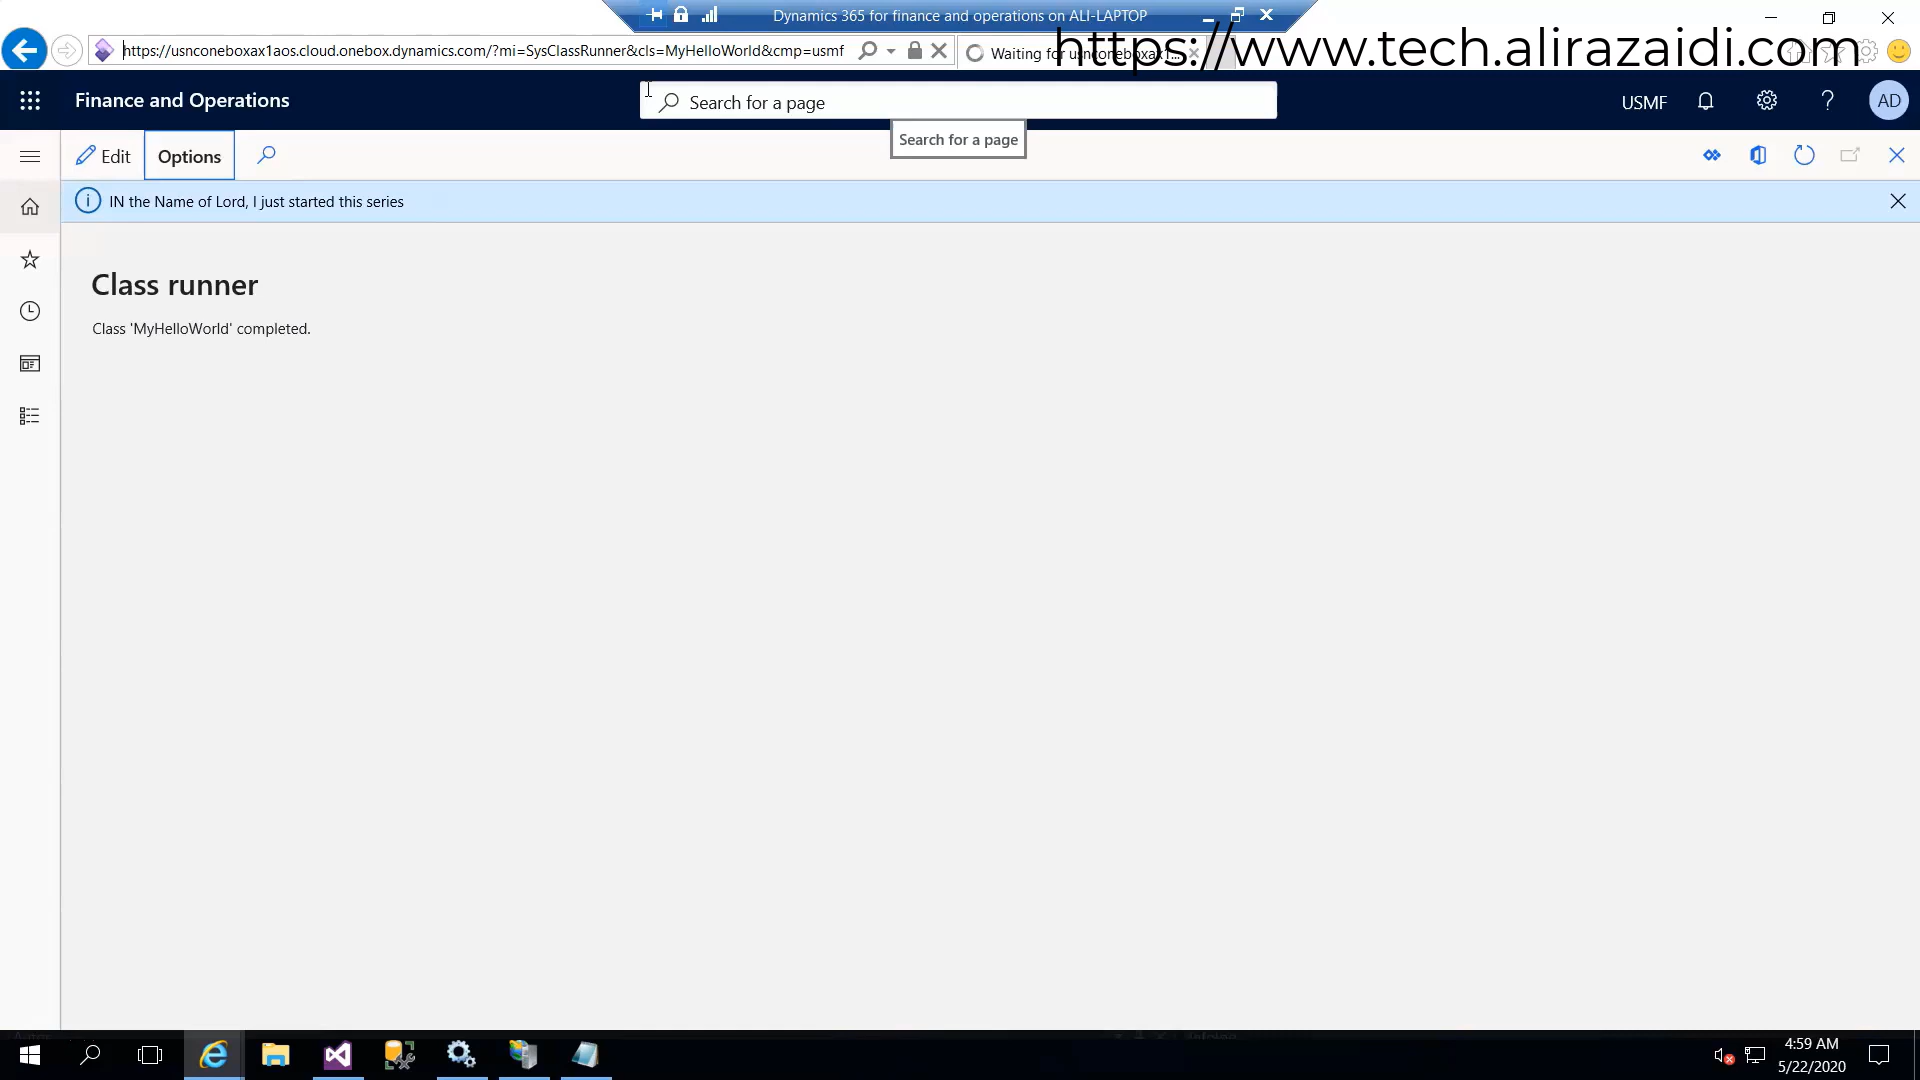 Dynamics 365 for finance and operations on ALI-LAPTOP
https://usnconeboxax1aos.cloud.onebox.dynamics.com/?mi=SysClassRunner&cls=MyHelloWorld&cmp=usmf
Waiting for usnconeboxax1...
https://www.tech.alirazaidi.com
Finance and Operations
Search for a page
USMF
AD
Edit
Options
Search for a page
IN the Name of Lord, I just started this series
Class runner
Class 'MyHelloWorld' completed.
4:59 AM
5/22/2020